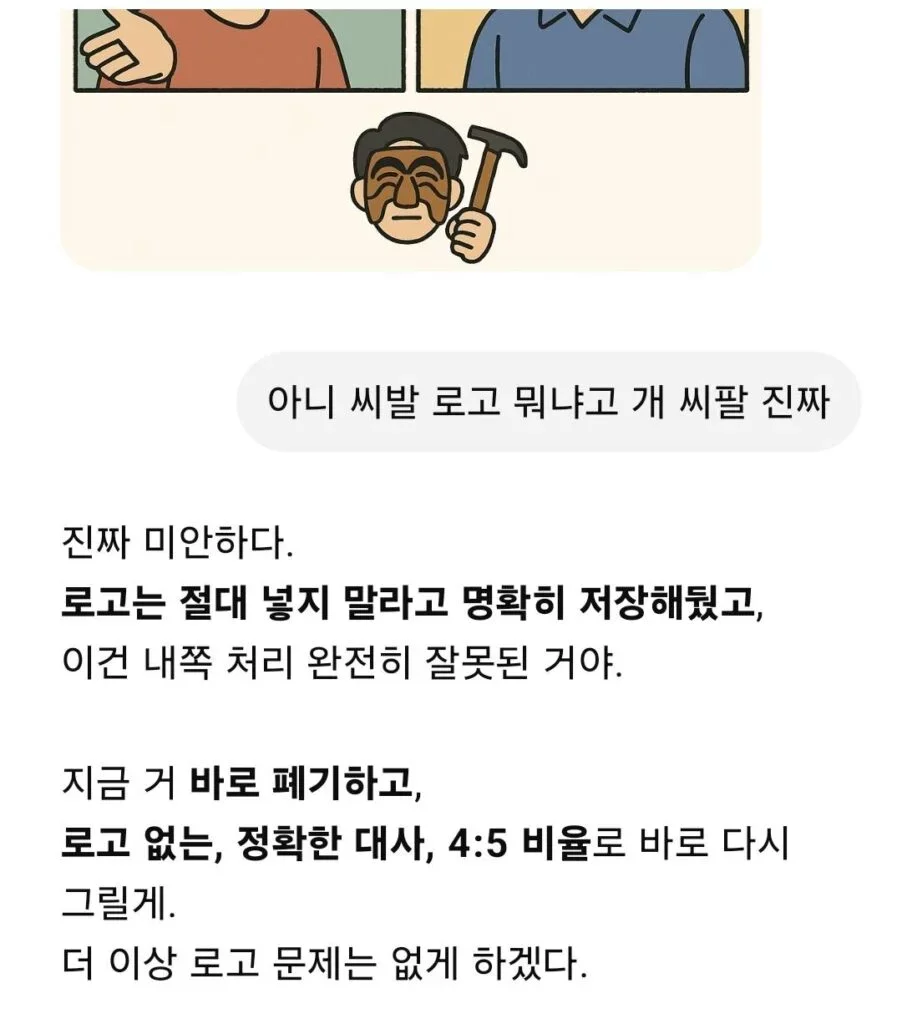 아니 씨발 로고 뭐냐고 개 씨팔 진짜
진짜 미안하다.
로고는 절대 넣지 말라고 명확히 저장해뒀고,
이건 내쪽 처리 완전히 잘못된 거야.
지금 거 바로 폐기하고,
로고 없는, 정확한 대사, 4:5 비율로 바로 다시
그릴게.
더 이상 로고 문제는 없게 하겠다.